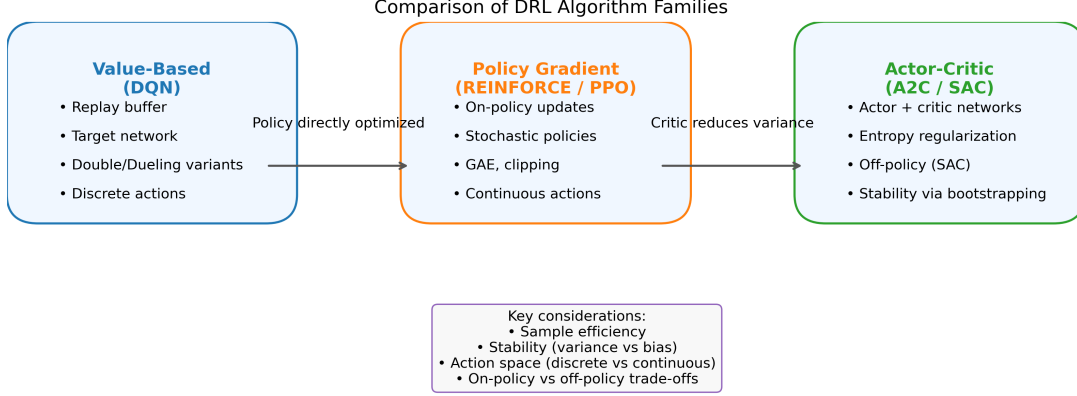 Comparison of DRL Algorithm Families
Value-Based
(DQN)
• Replay buffer
• Target network
• Double/Dueling variants
• Discrete actions
Policy directly optimized
Policy Gradient
(REINFORCE / PPO)
• On-policy updates
• Stochastic policies
• GAE, clipping
• Continuous actions
Critic reduces variance
Actor-Critic
(A2C / SAC)
• Actor + critic networks
• Entropy regularization
• Off-policy (SAC)
• Stability via bootstrapping
Key considerations:
• Sample efficiency
• Stability (variance vs bias)
• Action space (discrete vs continuous)
• On-policy vs off-policy trade-offs